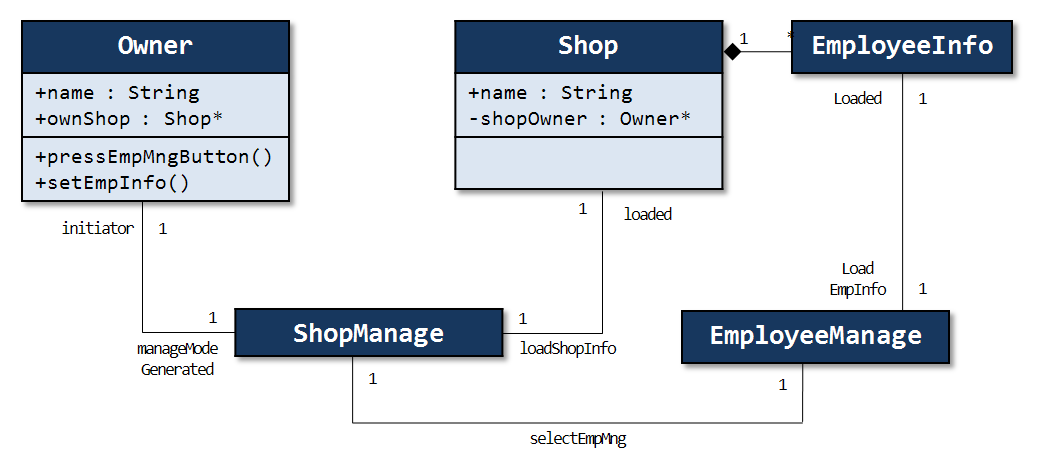 Owner
+name : String
+ownShop : Shop*
+pressEmpMngButton()
+setEmpInfo()
Shop
+name : String
-shopOwner : Owner*
1
*
EmployeeInfo
Loaded
1
initiator
1
1
loaded
Load
EmpInfo
1
1
manageMode
Generated
ShopManage
1
loadShopInfo
EmployeeManage
1
1
selectEmpMng